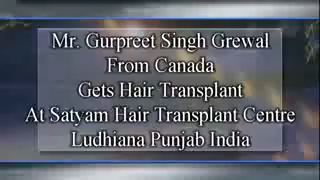 Mr. Gurpreet Singh Grewal
From Canada
Gets Hair Transplant
At Satyam Hair Transplant Centre
Ludhiana Punjab India